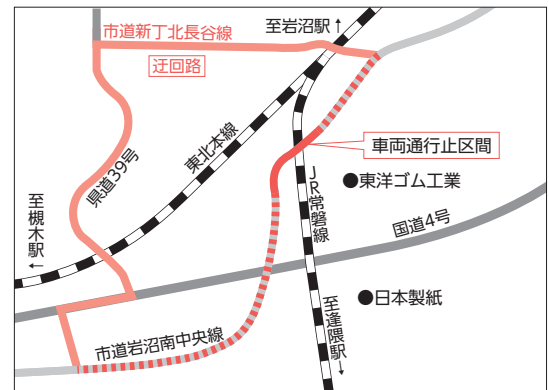 市道新丁北長谷線
至岩沼駅↑
迂回路
東北本線
車両通行止区間
県道39号
JR常磐線
●東洋ゴム工業
至槻木駅←
国道4号
●日本製紙
市道岩沼南中央線
至逢隈駅→